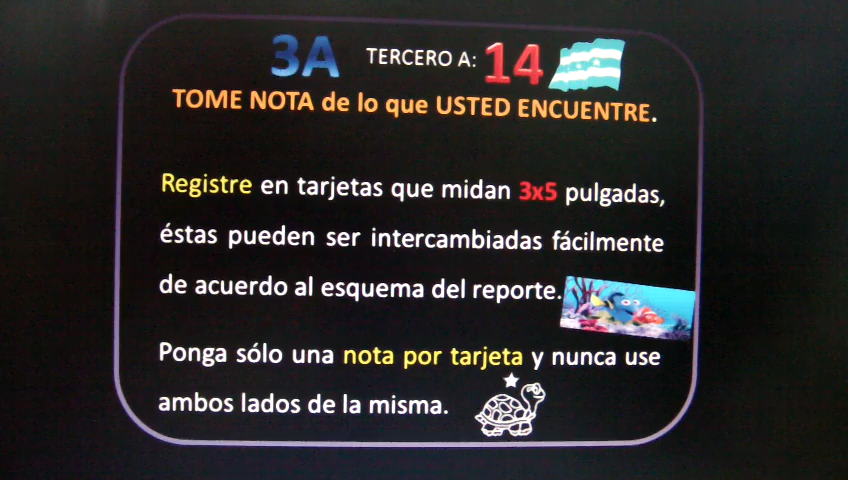 3A TERCERO A: 14
TOME NOTA de lo que USTED ENCUENTRE.
Registre en tarjetas que midan 3x5 pulgadas,
éstas pueden ser intercambiadas fácilmente
de acuerdo al esquema del reporte.
Ponga sólo una nota por tarjeta y nunca use
ambos lados de la misma.